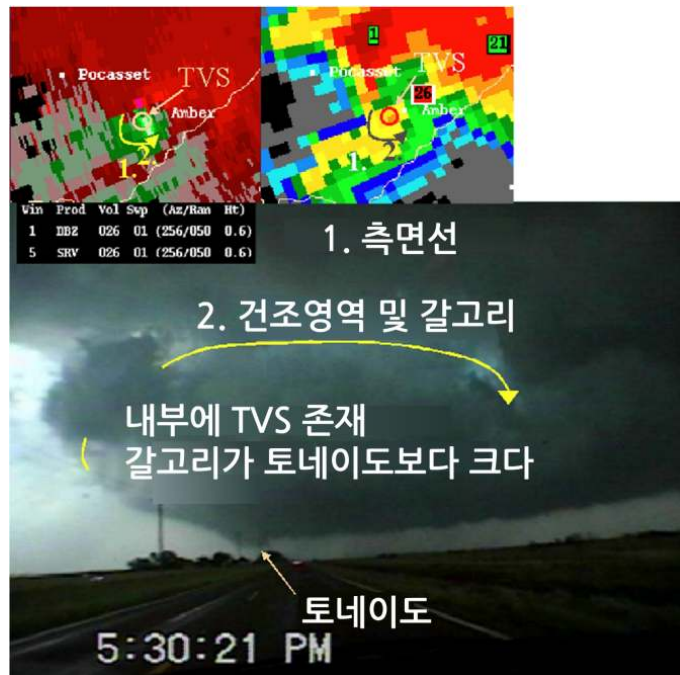 TVS
Pocasset
Amber
1.
2.
1
21
TVS
Pocasset
26
Amber
1.
2.
Win Prod Vol Swp (Az/Ran Ht)
1 DBZ 026 01 (256/050 0.6)
5 SRV 026 01 (256/050 0.6)
1. 측면선
2. 건조영역 및 갈고리
내부에 TVS 존재
갈고리가 토네이도보다 크다
토네이도
5:30:21 PM